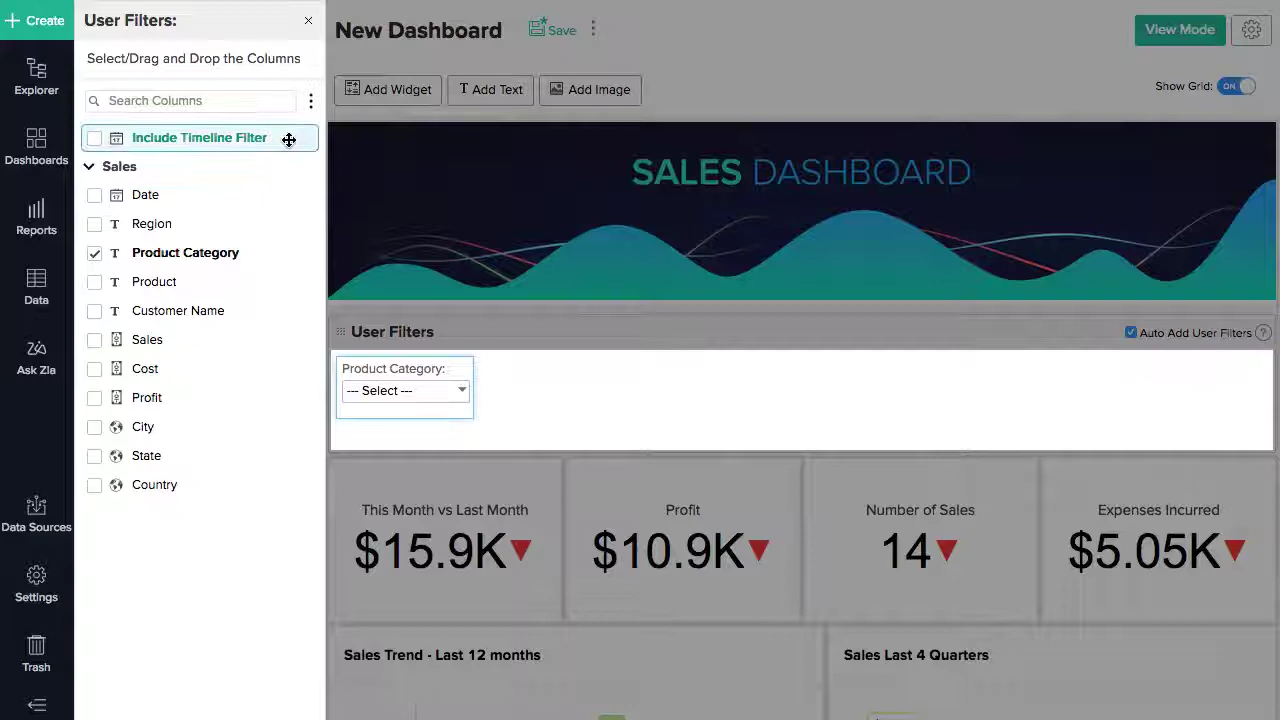 Create
Explorer
Dashboards
Reports
Data
Ask Zia
Data Sources
Settings
Trash
User Filters:
Select/Drag and Drop the Columns
Search Columns
Include Timeline Filter
Sales
Date
Region
T Product Category
T Product
T Customer Name
Sales
Cost
Profit
City
State
Country
New Dashboard
Save
View Mode
Add Widget
T Add Text
Add Image
Show Grid: ON
SALES DASHBOARD
User Filters
Auto Add User Filters ?
Product Category:
--- Select ---
This Month vs Last Month
$15.9K
Profit
$10.9K
Number of Sales
14
Expenses Incurred
$5.05K
Sales Trend - Last 12 months
Sales Last 4 Quarters